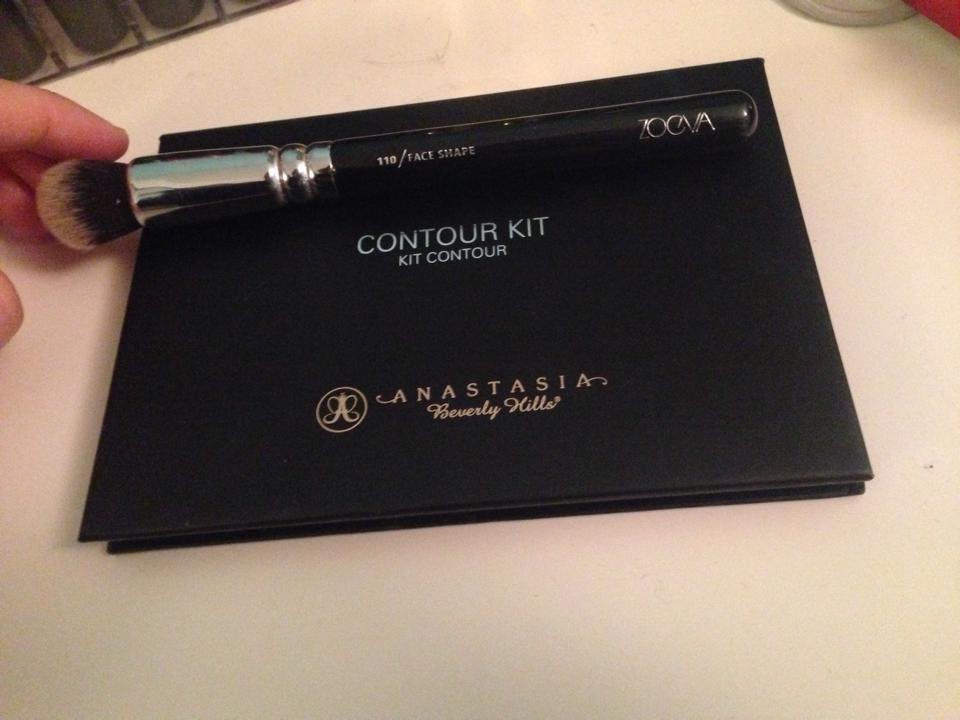 ZOEVA
110/FACE SHAPE
CONTOUR KIT
KIT CONTOUR
ANASTASIA
Beverly Hills®